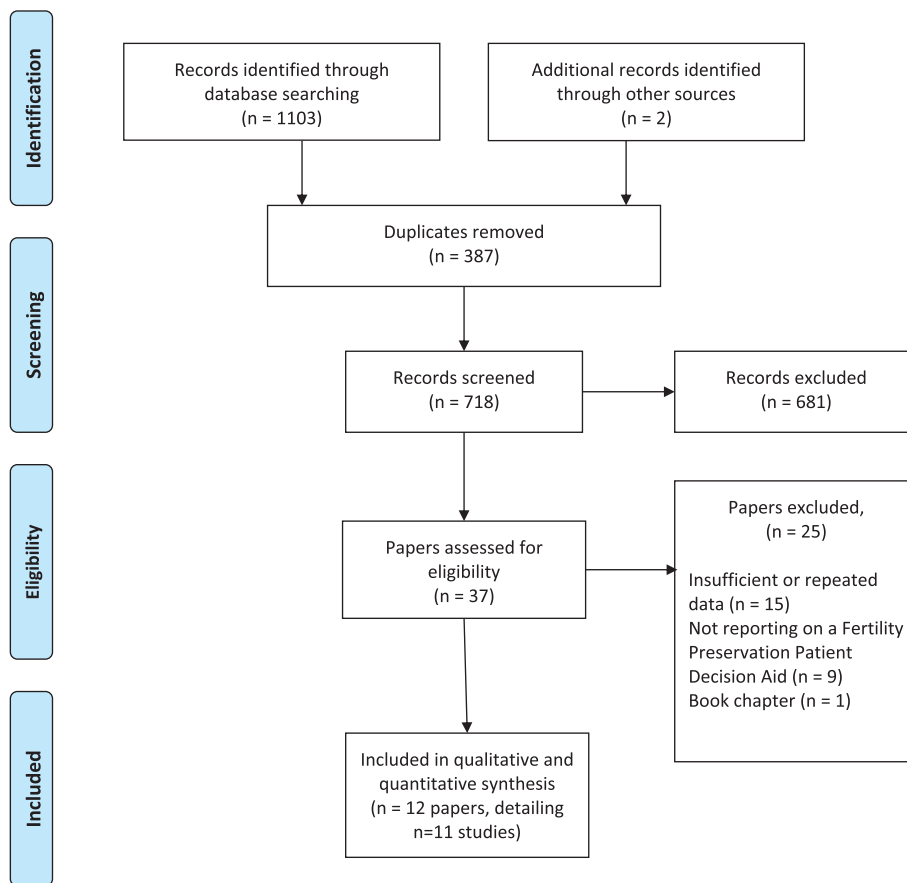 Identification
Records identified through
database searching
(n = 1103)
Additional records identified
through other sources
(n = 2)
Duplicates removed
(n = 387)
Screening
Records screened
(n = 718)
Records excluded
(n = 681)
Eligibility
Papers assessed for
eligibility
(n = 37)
Papers excluded,
(n = 25)
Insufficient or repeated
data (n = 15)
Not reporting on a Fertility
Preservation Patient
Decision Aid (n = 9)
Book chapter (n = 1)
Included
Included in qualitative and
quantitative synthesis
(n = 12 papers, detailing
n=11 studies)